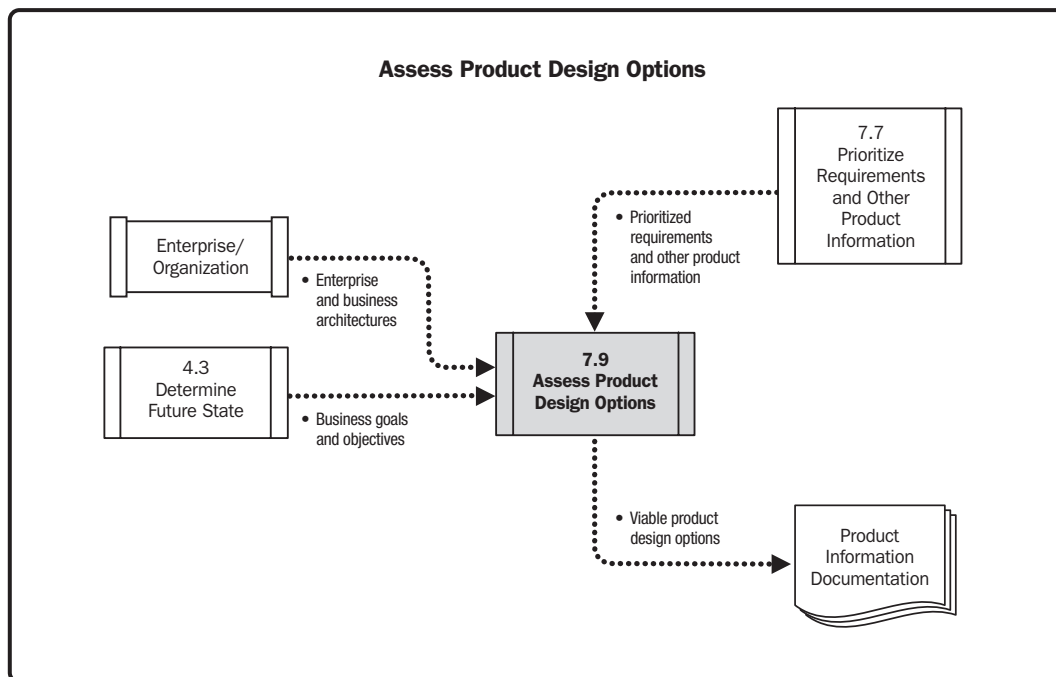 Assess Product Design Options
7.7
Prioritize
Requirements
and Other
Product
Information
• Prioritized
requirements
and other product
information
Enterprise/
Organization
• Enterprise
and business
architectures
4.3
Determine
Future State
• Business goals
and objectives
7.9
Assess Product
Design Options
• Viable product
design options
Product
Information
Documentation